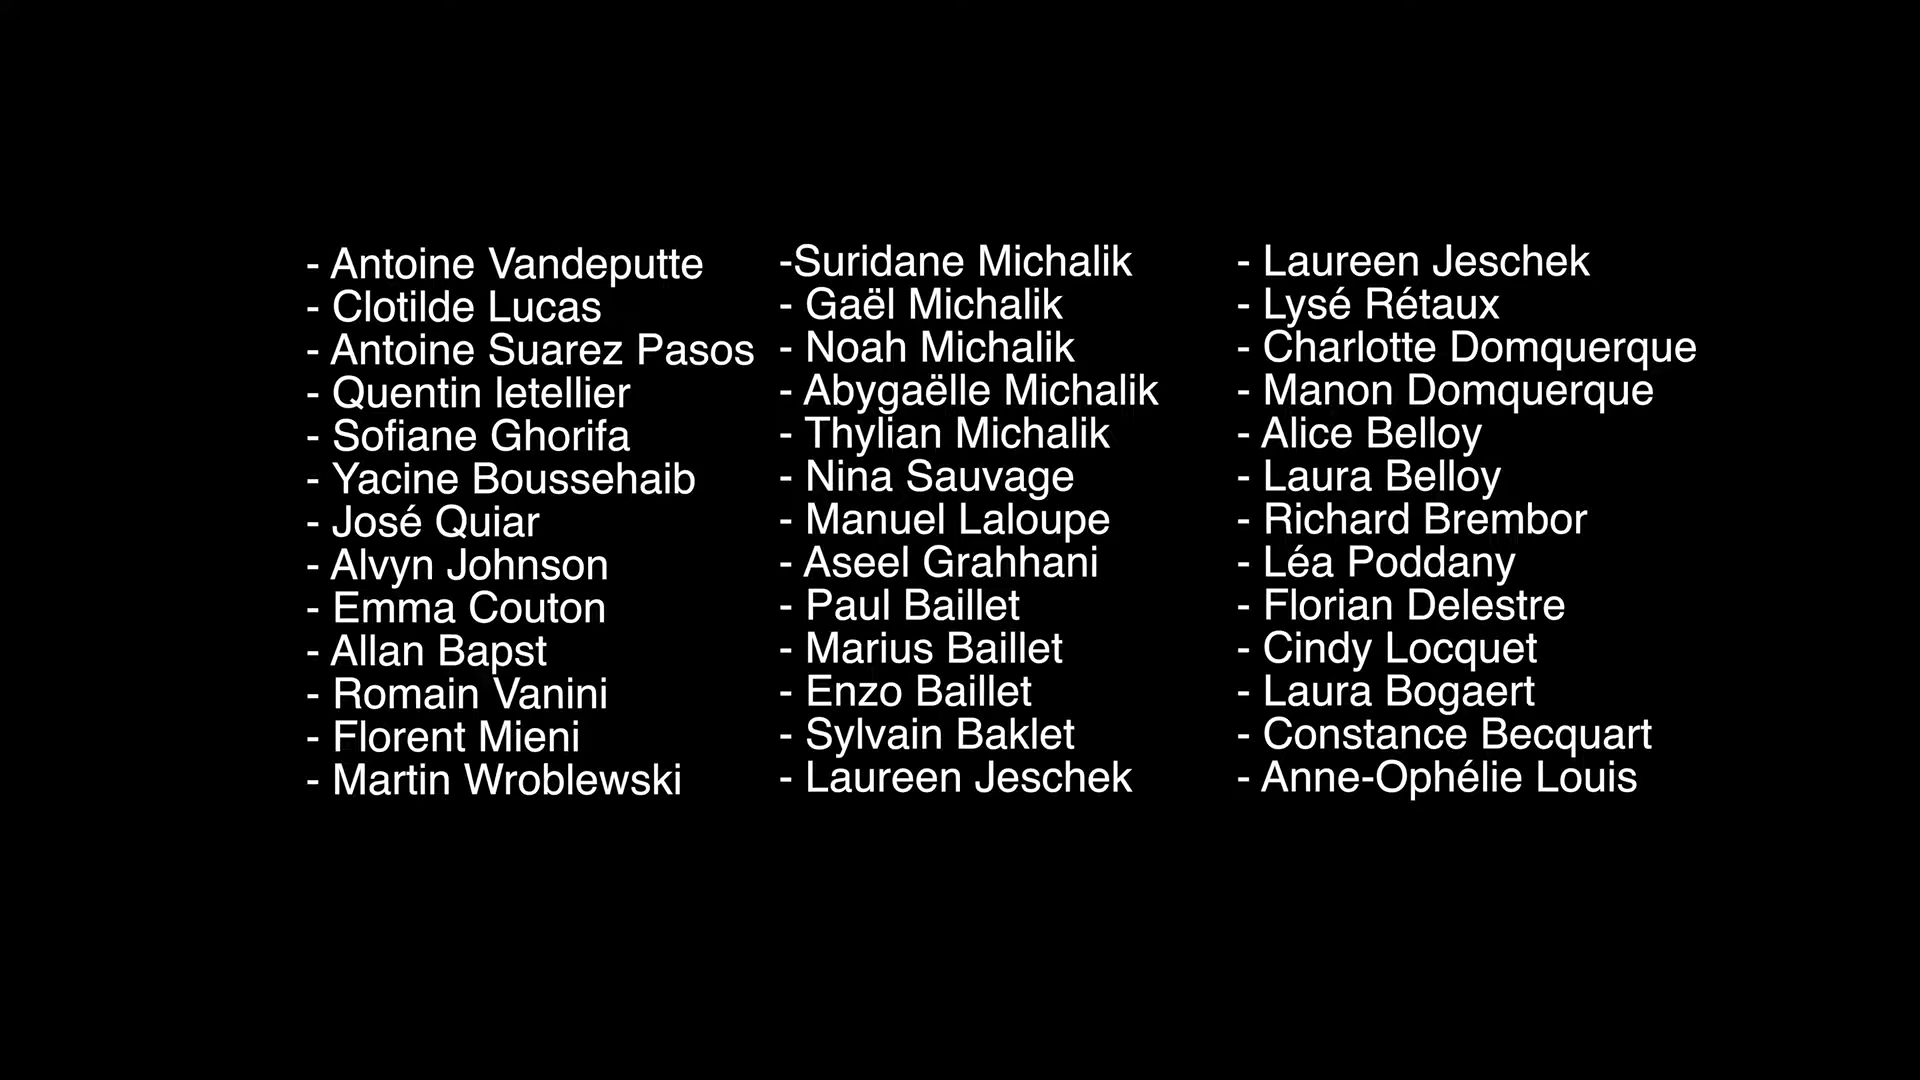 - Antoine Vandeputte
- Clotilde Lucas
- Antoine Suarez Pasos
- Quentin letellier
- Sofiane Ghorifa
- Yacine Boussehaib
- José Quiar
- Alvyn Johnson
- Emma Couton
- Allan Bapst
- Romain Vanini
- Florent Mieni
- Martin Wroblewski
-Suridane Michalik
- Gaël Michalik
- Noah Michalik
- Abygaëlle Michalik
- Thylian Michalik
- Nina Sauvage
- Manuel Laloupe
- Aseel Grahhani
- Paul Baillet
- Marius Baillet
- Enzo Baillet
- Sylvain Baklet
- Laureen Jeschek
- Laureen Jeschek
- Lysé Rétaux
- Charlotte Domquerque
- Manon Domquerque
- Alice Belloy
- Laura Belloy
- Richard Brembor
- Léa Poddany
- Florian Delestre
- Cindy Locquet
- Laura Bogaert
- Constance Becquart
- Anne-Ophélie Louis